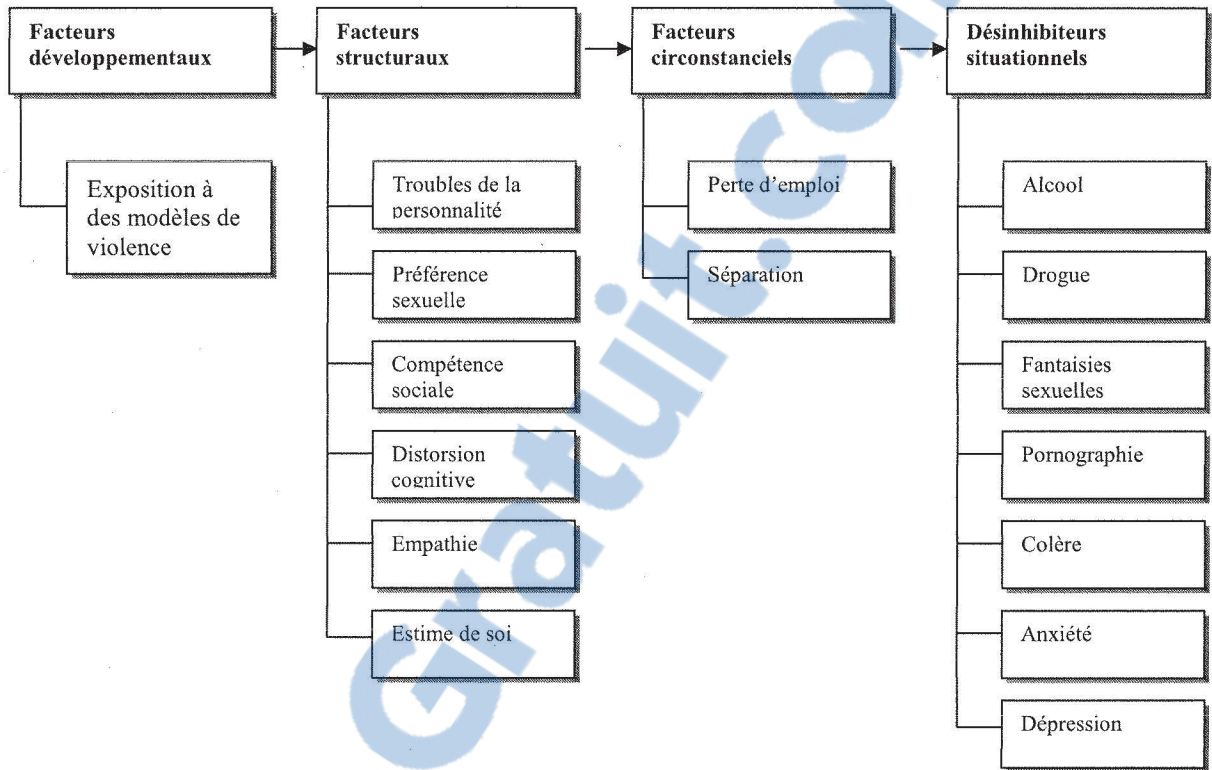 Facteurs
développementaux
Facteurs
structuraux
Facteurs
circonstanciels
Désinhibiteurs
situationnels
Exposition à
des modèles de
violence
Troubles de la
personnalité
Préférence
sexuelle
Compétence
sociale
Distorsion
cognitive
Empathie
Estime de soi
Perte d'emploi
Séparation
Alcool
Drogue
Fantaisies
sexuelles
Pornographie
Colère
Anxiété
Dépression
Gratuit.com